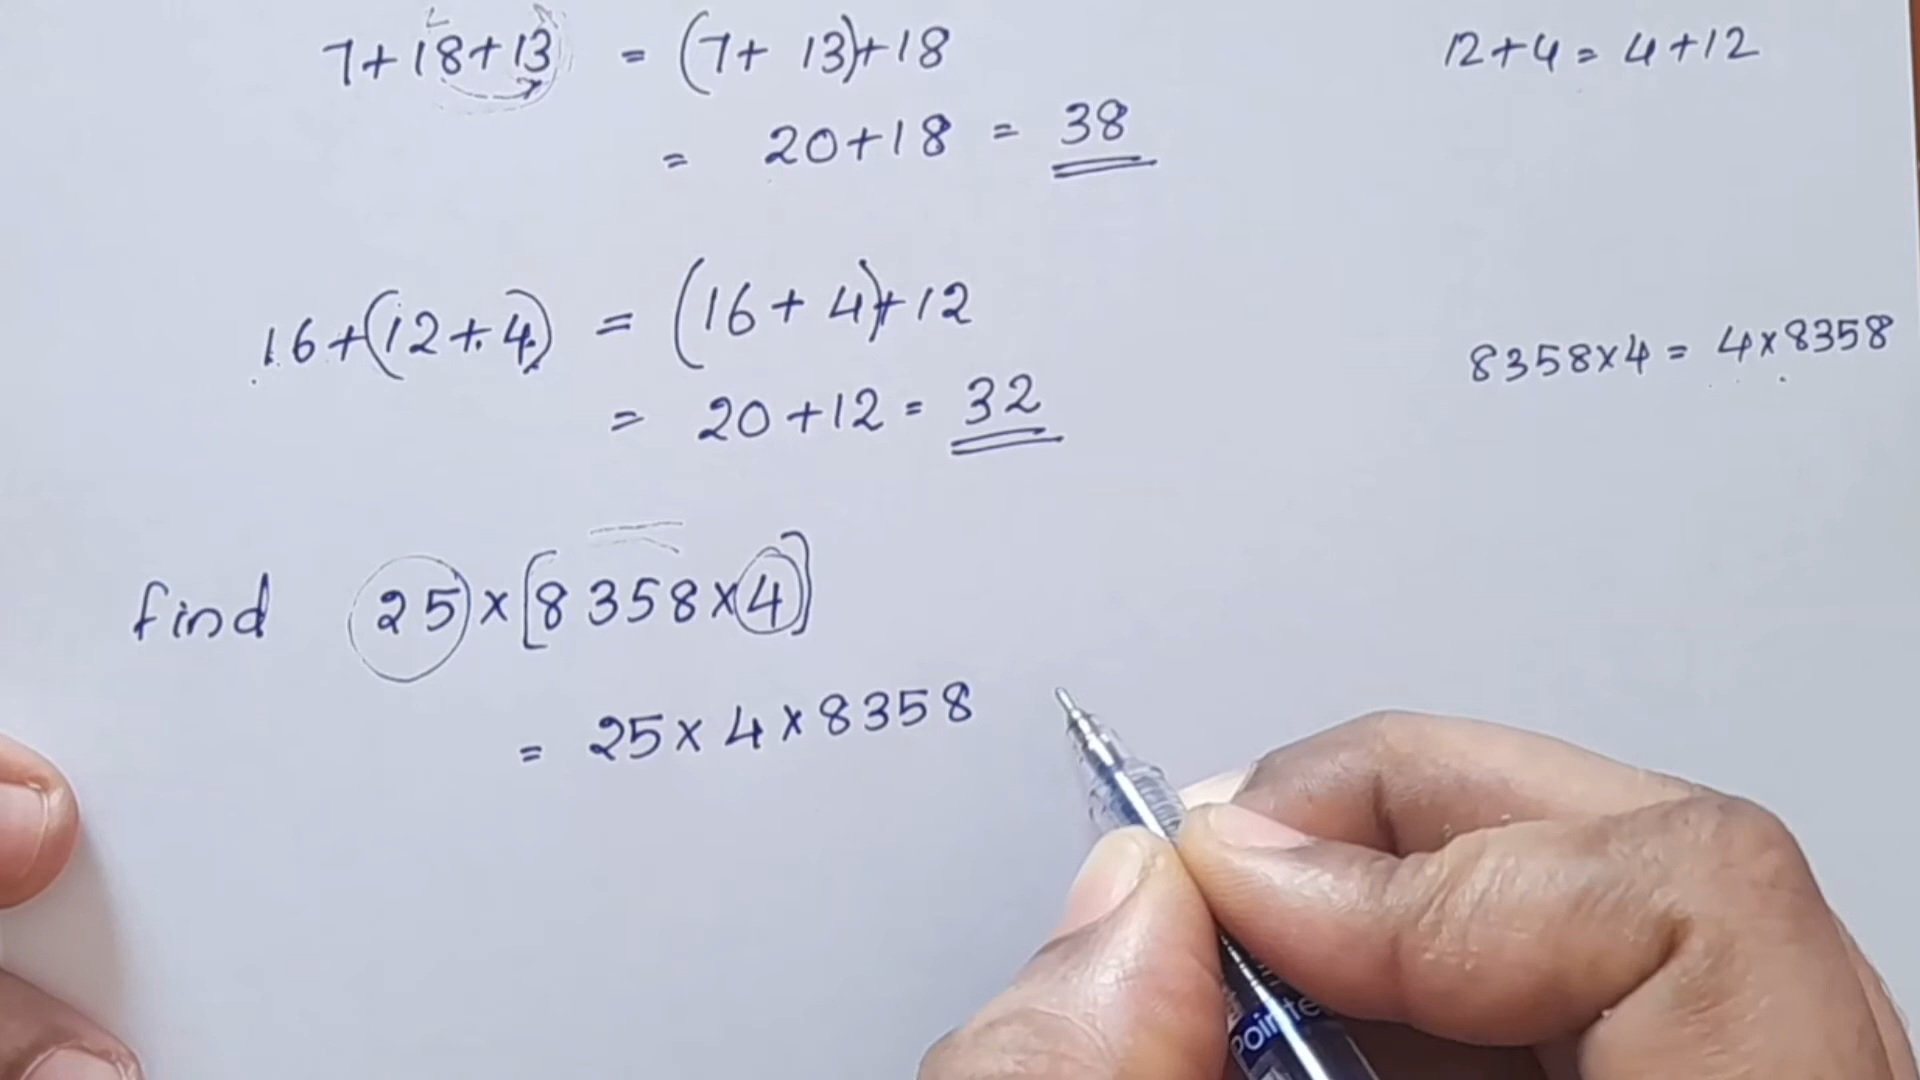 7+18+13 = (7+ 13)+18
12+4 = 4+12
= 20+18 = 38
16+(12+4) = (16+4)+12
8358×4 = 4×8358
= 20+12 = 32
find 25×[8358×4]
= 25×4×8358
Pointe